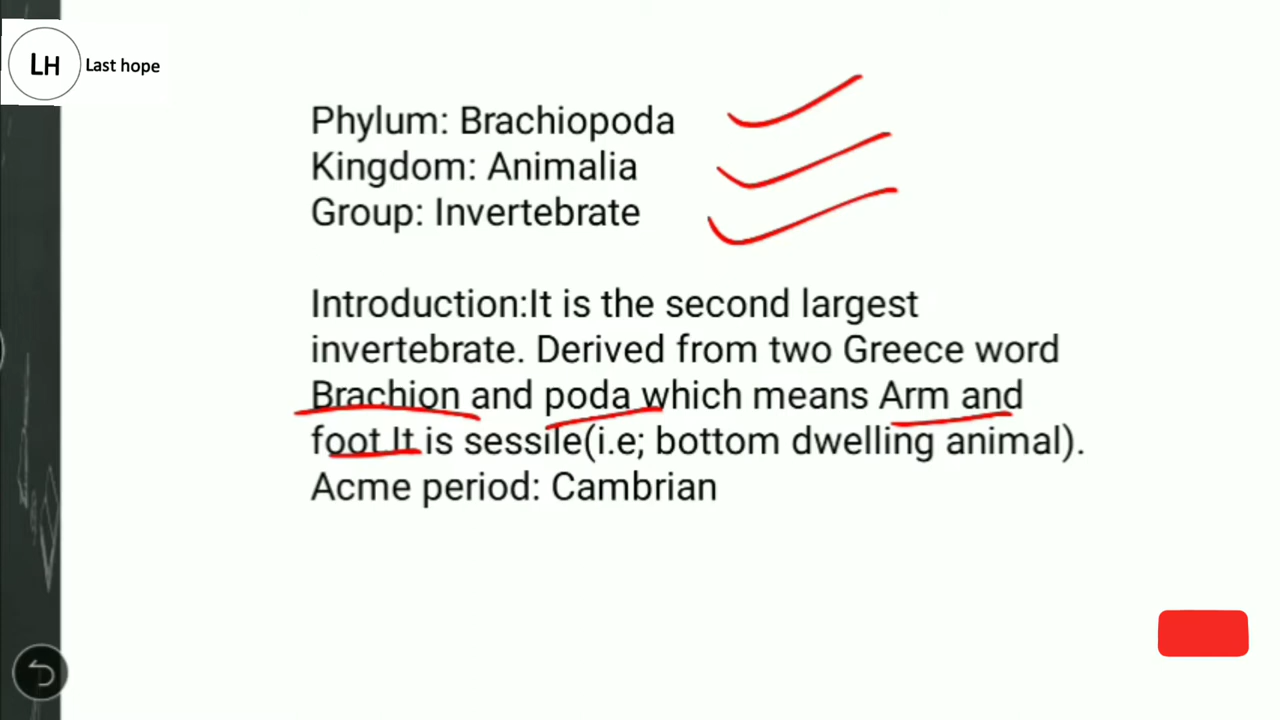 LH Last hope
Phylum: Brachiopoda
Kingdom: Animalia
Group: Invertebrate
Introduction:It is the second largest
invertebrate. Derived from two Greece word
Brachion and poda which means Arm and
foot.It is sessile(i.e; bottom dwelling animal).
Acme period: Cambrian